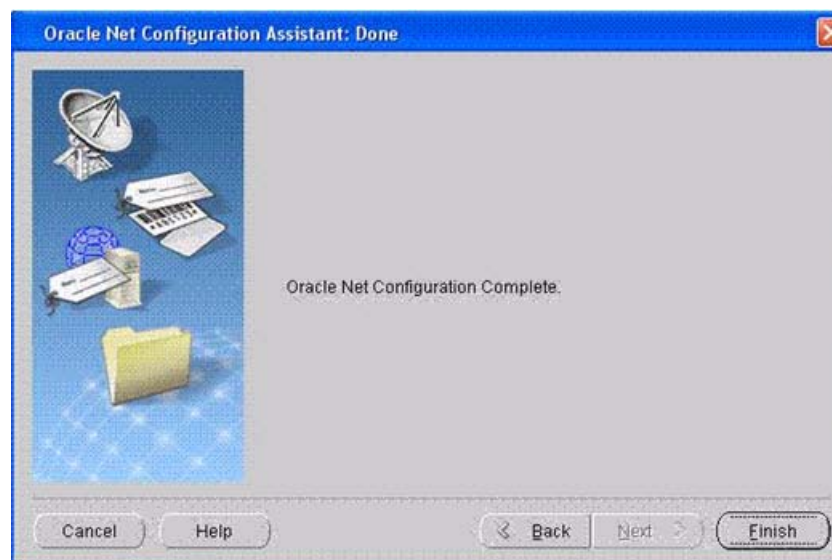 Oracle Net Configuration Assistant: Done
Oracle Net Configuration Complete.
Cancel
Help
Back
Next
Finish